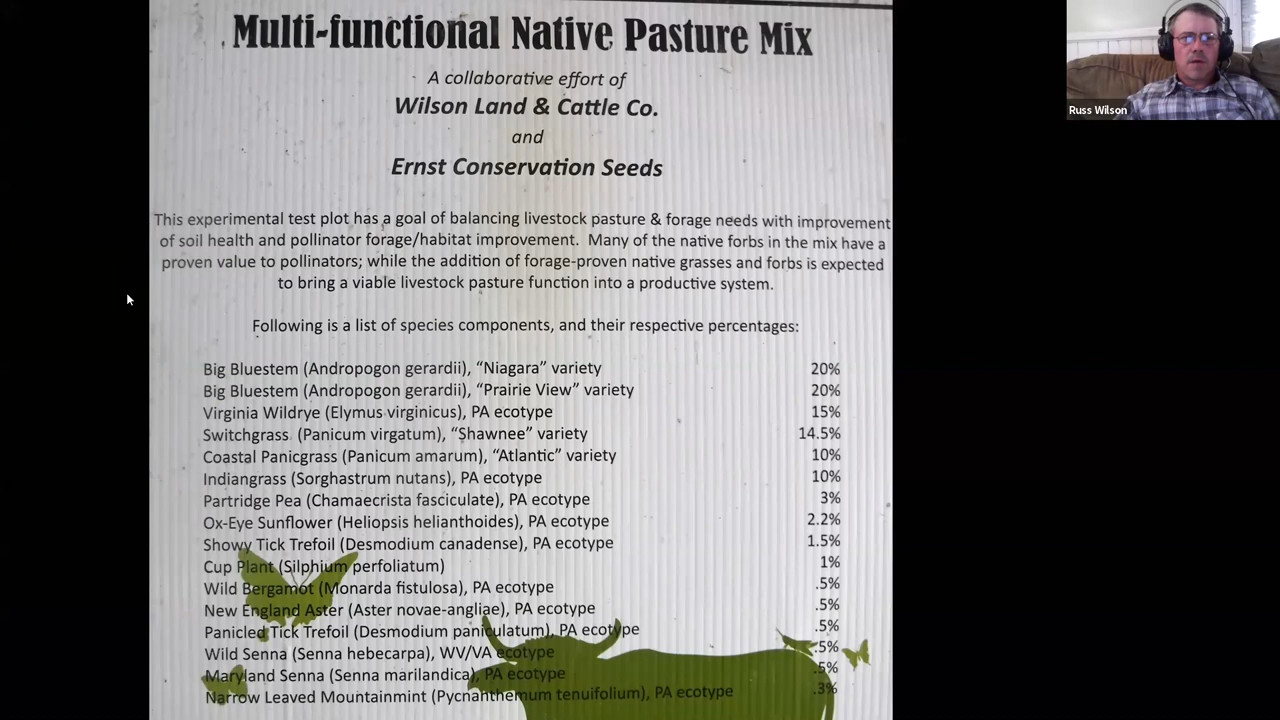 Multi-functional Native Pasture Mix
A collaborative effort of
Wilson Land & Cattle Co.
and
Ernst Conservation Seeds
This experimental test plot has a goal of balancing livestock pasture & forage needs with improvement
of soil health and pollinator forage/habitat improvement. Many of the native forbs in the mix have a
proven value to pollinators; while the addition of forage-proven native grasses and forbs is expected
to bring a viable livestock pasture function into a productive system.
Following is a list of species components, and their respective percentages:
Big Bluestem (Andropogon gerardii), “Niagara” variety 20%
Big Bluestem (Andropogon gerardii), “Prairie View” variety 20%
Virginia Wildrye (Elymus virginicus), PA ecotype 15%
Switchgrass (Panicum virgatum), “Shawnee” variety 14.5%
Coastal Panicgrass (Panicum amarum), “Atlantic” variety 10%
Indiangrass (Sorghastrum nutans), PA ecotype 10%
Partridge Pea (Chamaecrista fasciculate), PA ecotype 3%
Ox-Eye Sunflower (Heliopsis helianthoides), PA ecotype 2.2%
Showy Tick Trefoil (Desmodium canadense), PA ecotype 1.5%
Cup Plant (Silphium perfoliatum) 1%
Wild Bergamot (Monarda fistulosa), PA ecotype .5%
New England Aster (Aster novae-angliae), PA ecotype .5%
Panicled Tick Trefoil (Desmodium paniculatum), PA ecotype .5%
Wild Senna (Senna hebecarpa), WV/VA ecotype .5%
Maryland Senna (Senna marilandica), PA ecotype .5%
Narrow Leaved Mountainmint (Pycnanthemum tenuifolium), PA ecotype .3%
Russ Wilson